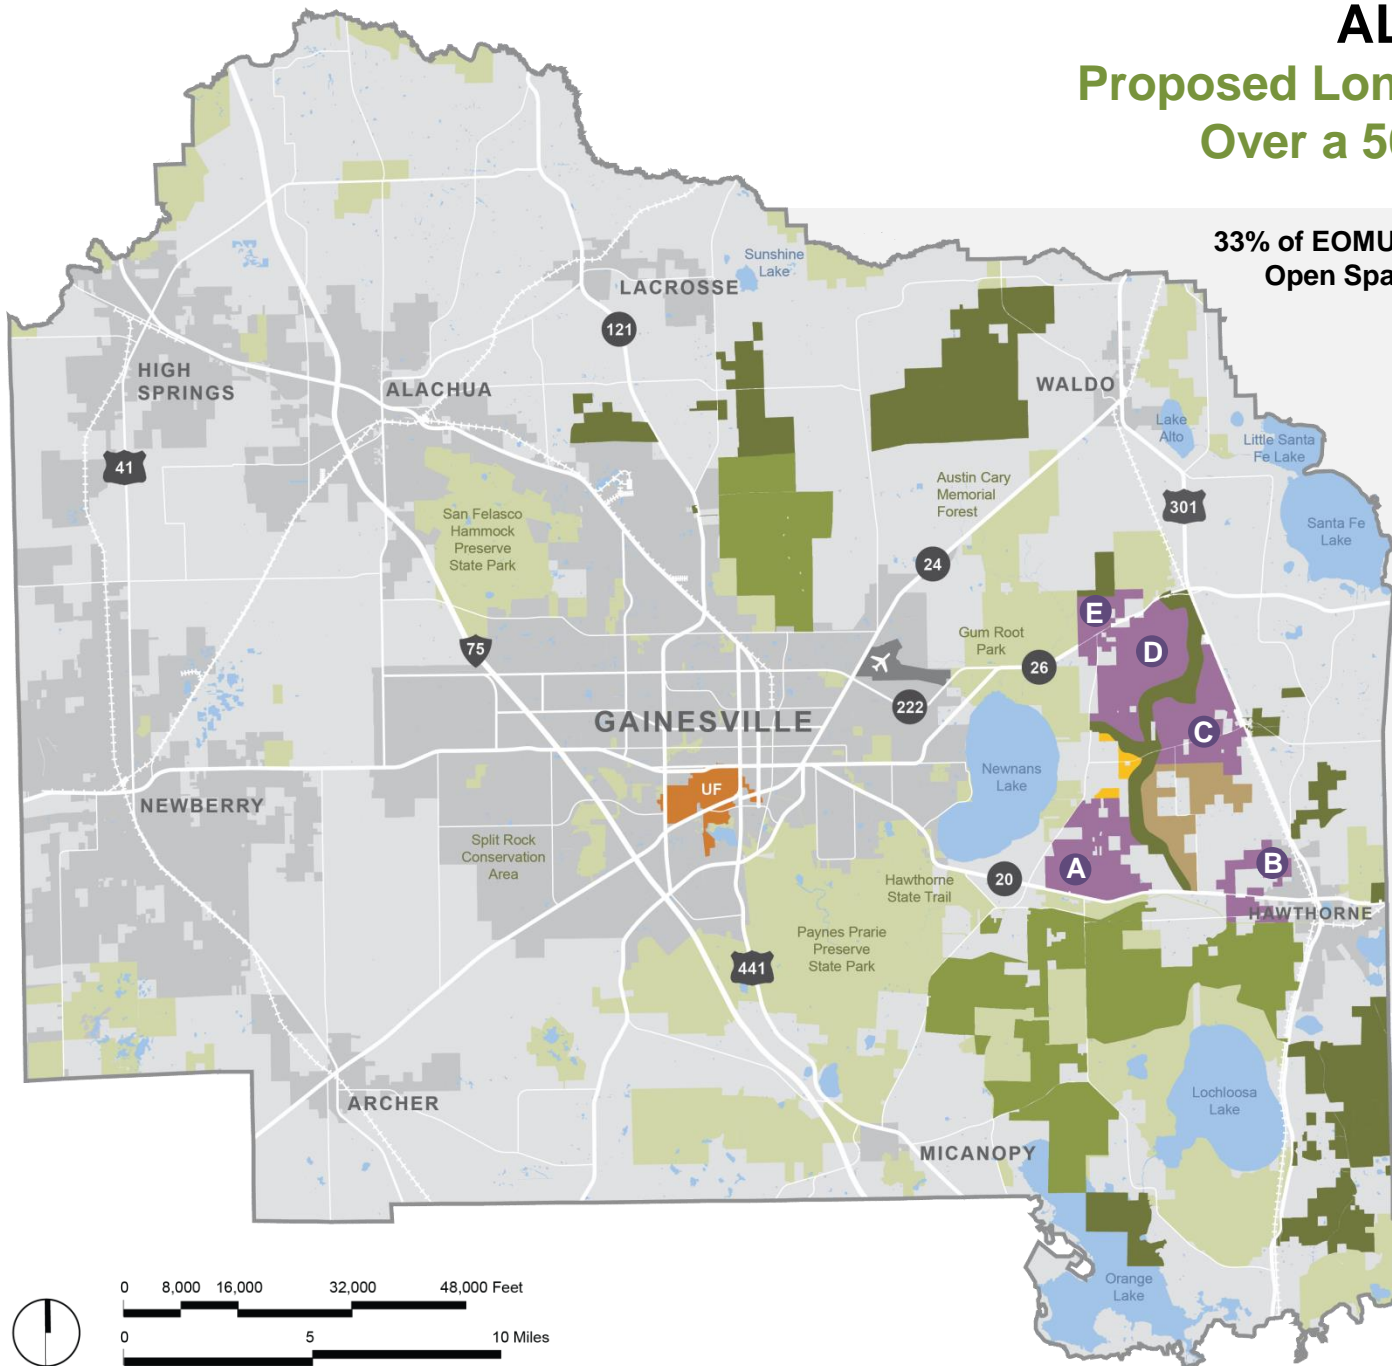 AL
Proposed Lon
Over a 50
33% of EOMU
Open Spa
Sunshine
Lake
LACROSSE
121
HIGH
SPRINGS
ALACHUA
WALDO
Lake
Alto
Little Santa
Fe Lake
41
Austin Cary
Memorial
Forest
301
San Felasco
Hammock
Preserve
State Park
Santa Fe
Lake
24
E
75
Gum Root
Park
D
26
222
GAINESVILLE
C
Newnans
Lake
UF
NEWBERRY
Split Rock
Conservation
Area
A
B
20
Hawthorne
State Trail
HAWTHORNE
Paynes Prarie
Preserve
State Park
441
Lochloosa
Lake
ARCHER
MICANOPY
Orange
Lake
0 8,000 16,000 32,000 48,000 Feet
0 5 10 Miles